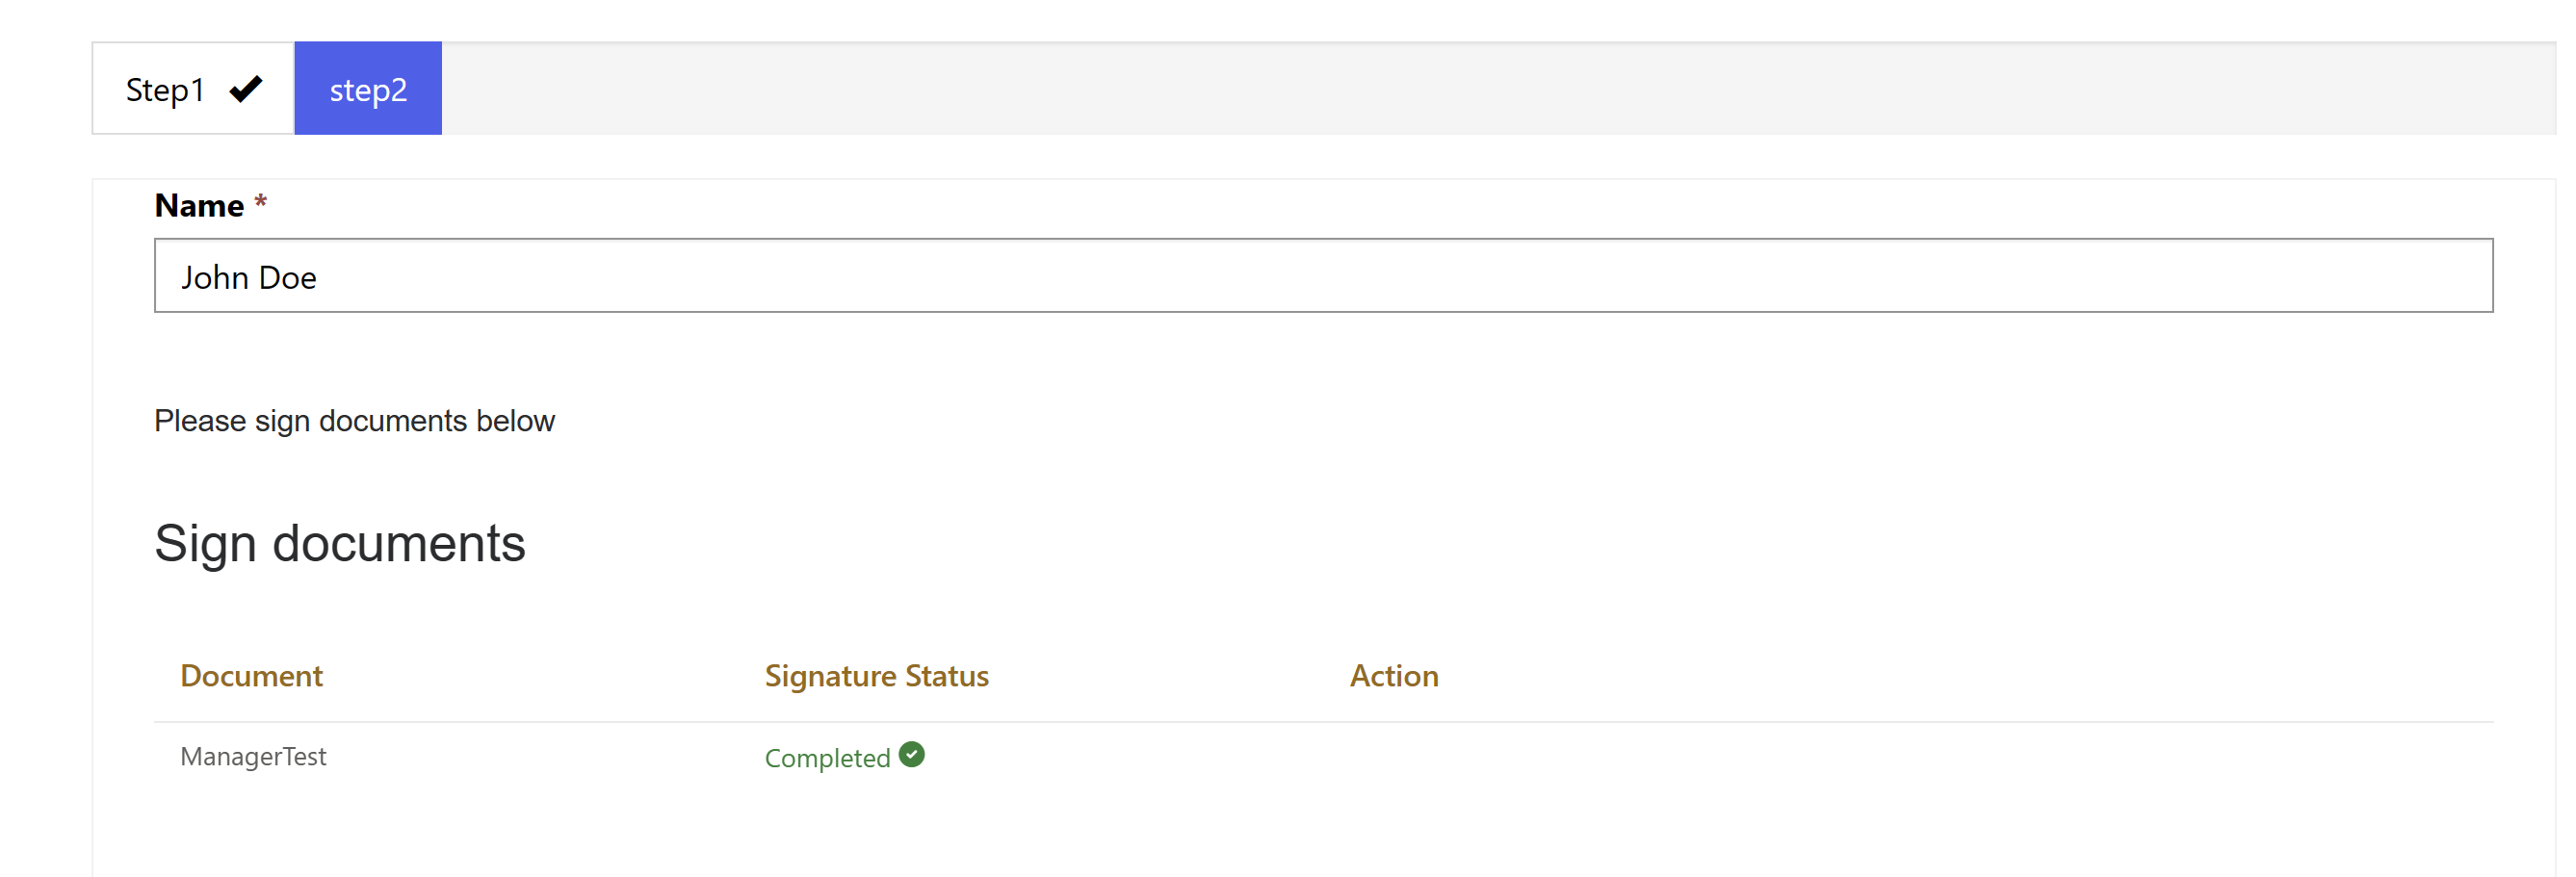 Step1 step2
Name *
John Doe
Please sign documents below
Sign documents
Document Signature Status Action
ManagerTest Completed